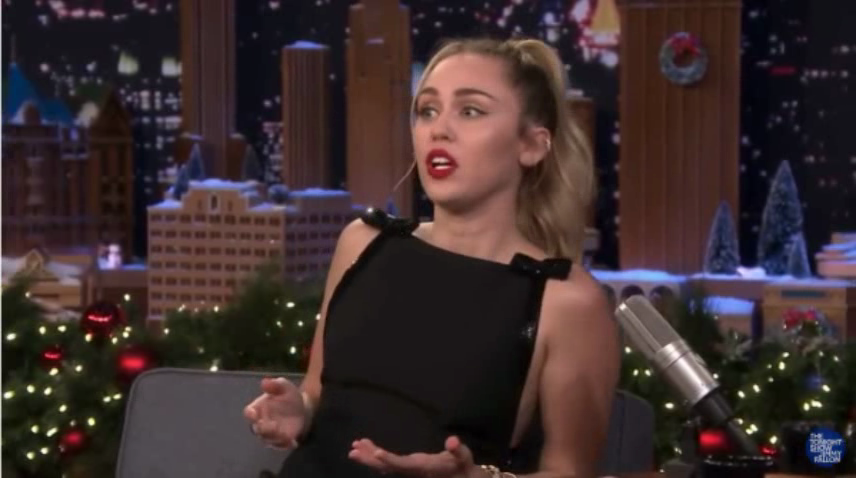 THE
TONIGHT
SHOW
JIMMY
FALLON